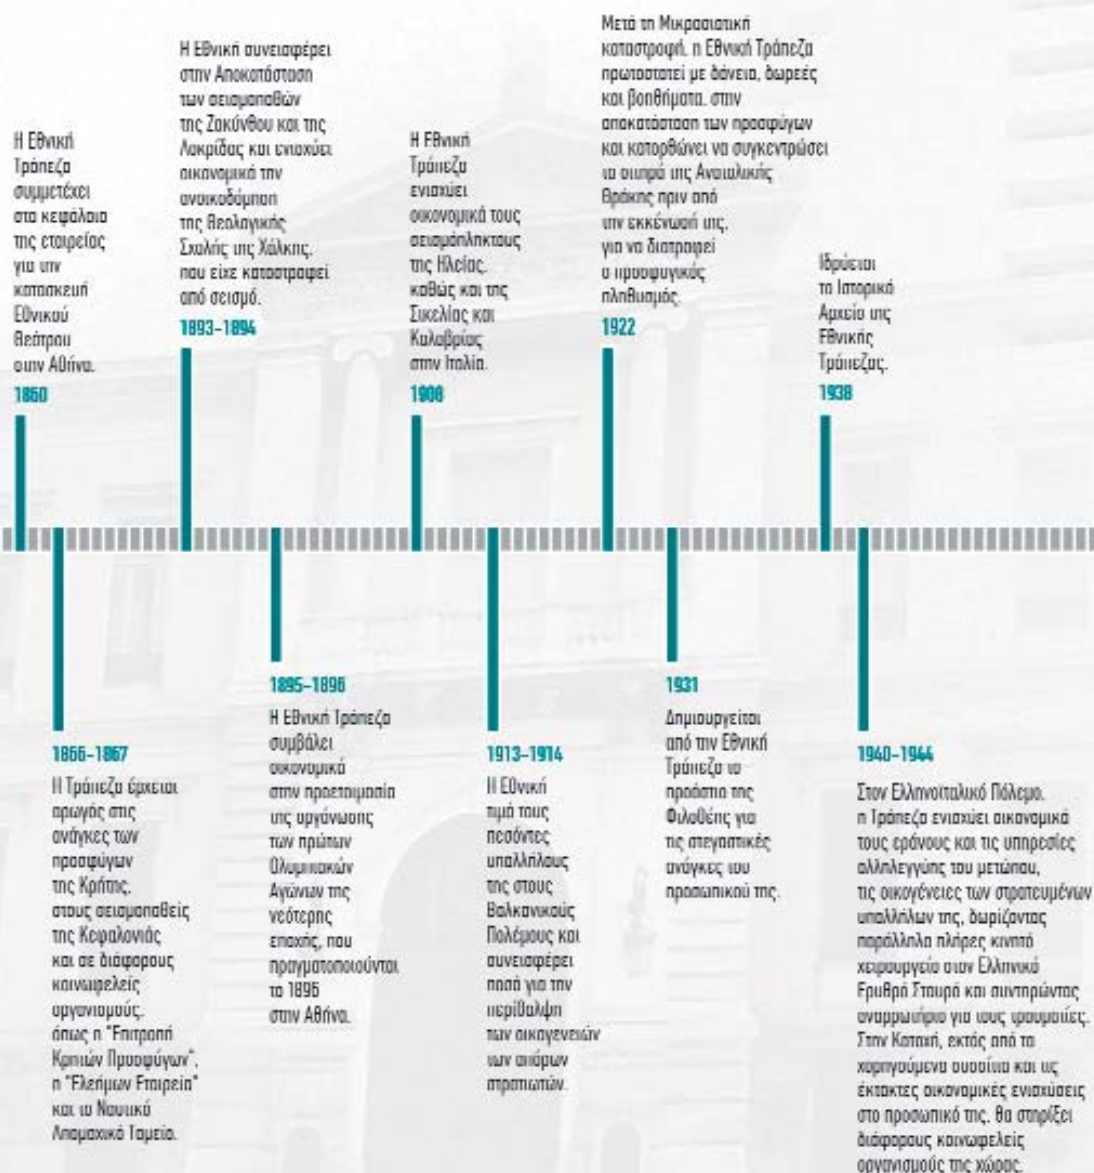 Η Εθνική
Τράπεζα
συμμετέχει
στα κεφάλαια
της εταιρείας
για την
κατασκευή
Εθνικού
Θεάτρου
στην Αθήνα.
1860
Η Εθνική συνεισφέρει
στην Αποκατάσταση
των σεισμοπαθών
της Ζακύνθου και της
Λοκρίδας και ενισχύει
οικονομικά την
ανοικοδόμηση
της Θεολογικής
Σχολής της Χάλκης,
που είχε καταστραφεί
από σεισμό.
1893-1894
Η Εθνική
Τράπεζα
ενισχύει
οικονομικά τους
σεισμόπληκτους
της Ηλείας,
καθώς και της
Σικελίας και
Καλαβρίας
στην Ιταλία.
1908
Μετά τη Μικρασιατική
καταστροφή, η Εθνική Τράπεζα
πρωτοστατεί με δάνεια, δωρεές
και βοηθήματα, στην
αποκατάσταση των προσφύγων
και κατορθώνει να συγκεντρώσει
τα σιτηρά της Ανατολικής
Θράκης πριν από
την εκκένωσή της,
για να διατραφεί
ο προσφυγικός
πληθυσμός.
1922
Ιδρύεται
το Ιστορικό
Αρχείο της
Εθνικής
Τράπεζας.
1938
1866-1867
Η Τράπεζα έρχεται
αρωγός στις
ανάγκες των
προσφύγων
της Κρήτης,
στους σεισμοπαθείς
της Κεφαλονιάς
και σε διάφορους
κοινωφελείς
οργανισμούς,
όπως η "Επιτροπή
Κρητών Προσφύγων",
η "Ελεήμων Εταιρεία"
και το Ναυτικό
Απομαχικό Ταμείο.
1895-1896
Η Εθνική Τράπεζα
συμβάλει
οικονομικά
στην προετοιμασία
της οργάνωσης
των πρώτων
Ολυμπιακών
Αγώνων της
νεότερης
εποχής, που
πραγματοποιούνται
το 1896
στην Αθήνα.
1913-1914
Η Εθνική
τιμά τους
πεσόντες
υπαλλήλους
της στους
Βαλκανικούς
Πολέμους και
συνεισφέρει
ποσά για την
περίθαλψη
των οικογενειών
των απόρων
στρατιωτών.
1931
Δημιουργείται
από την Εθνική
Τράπεζα το
προάστιο της
Φιλοθέης για
τις στεγαστικές
ανάγκες του
προσωπικού της.
1940-1944
Στον Ελληνοϊταλικό Πόλεμο,
η Τράπεζα ενισχύει οικονομικά
τους εράνους και τις υπηρεσίες
αλληλεγγύης του μετώπου,
τις οικογένειες των στρατευμένων
υπαλλήλων της, δωρίζοντας
παράλληλα πλήρες κινητό
χειρουργείο στον Ελληνικό
Ερυθρό Σταυρό και συντηρώντας
αναρρωτήριο για τους τραυματίες.
Στην Κατοχή, εκτός από τα
χορηγούμενα συσσίτια και τις
έκτακτες οικονομικές ενισχύσεις
στο προσωπικό της, θα στηρίξει
διάφορους κοινωφελείς
οργανισμούς της χώρας.